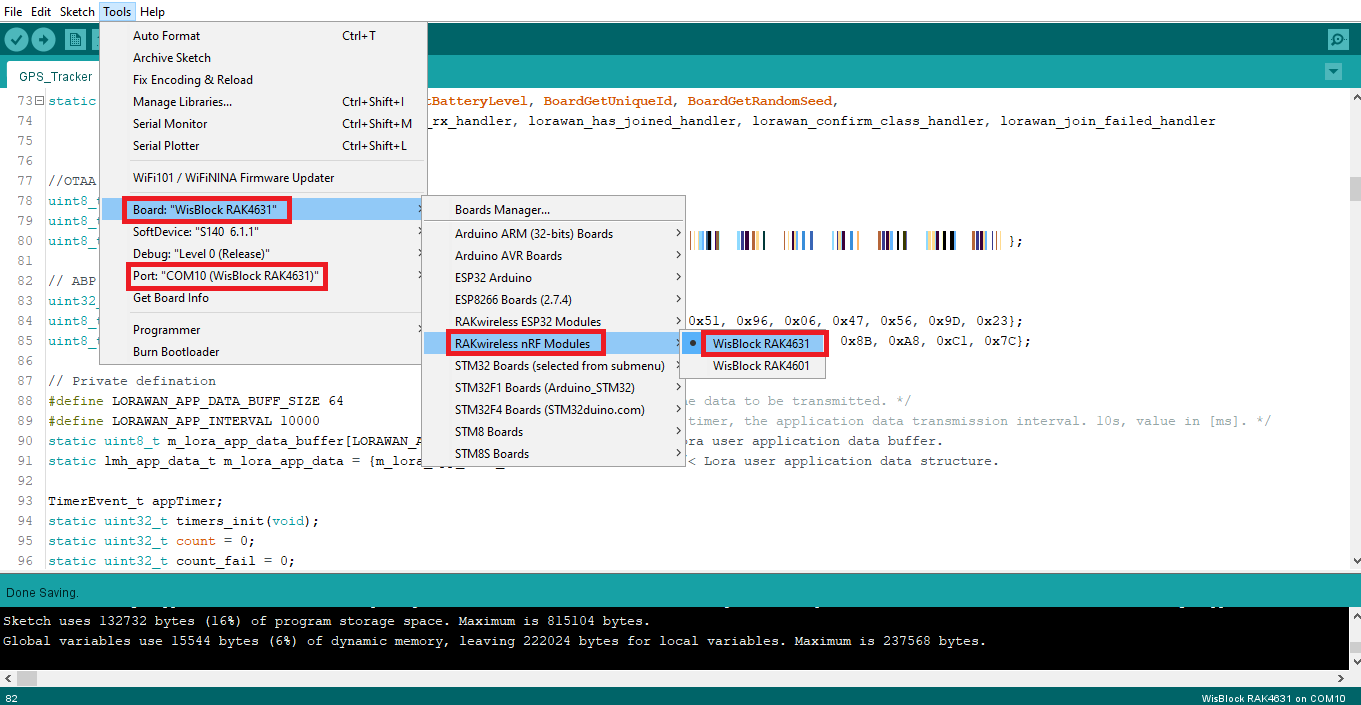 File Edit Sketch Tools Help
Auto Format Ctrl+T
Archive Sketch
Fix Encoding & Reload
Manage Libraries... Ctrl+Shift+I
Serial Monitor Ctrl+Shift+M
Serial Plotter Ctrl+Shift+L
WiFi101 / WiFiNINA Firmware Updater
Board: "WisBlock RAK4631"
SoftDevice: "S140 6.1.1"
Debug: "Level 0 (Release)"
Port: "COM10 (WisBlock RAK4631)"
Get Board Info
Programmer
Burn Bootloader
Boards Manager...
Arduino ARM (32-bits) Boards
Arduino AVR Boards
ESP32 Arduino
ESP8266 Boards (2.7.4)
RAKwireless ESP32 Modules
RAKwireless nRF Modules
STM32 Boards (selected from submenu)
STM32F1 Boards (Arduino_STM32)
STM32F4 Boards (STM32duino.com)
STM8 Boards
STM8S Boards
WisBlock RAK4631
WisBlock RAK4601
GPS_Tracker
73 static tBatteryLevel, BoardGetUniqueId, BoardGetRandomSeed,
74 _rx_handler, lorawan_has_joined_handler, lorawan_confirm_class_handler, lorawan_join_failed_handler
75
76
77 //OTAA
78 uint8_t
79 uint8_t
80 uint8_t };
81
82 // ABP
83 uint32_
84 uint8_t 0x51, 0x96, 0x06, 0x47, 0x56, 0x9D, 0x23};
85 uint8_t 0x8B, 0xA8, 0xC1, 0x7C};
86
87 // Private defination
88 #define LORAWAN_APP_DATA_BUFF_SIZE 64 e data to be transmitted. */
89 #define LORAWAN_APP_INTERVAL 10000 timer, the application data transmission interval. 10s, value in [ms]. */
90 static uint8_t m_lora_app_data_buffer[LORAWAN_A ra user application data buffer.
91 static lmh_app_data_t m_lora_app_data = {m_lora < Lora user application data structure.
92
93 TimerEvent_t appTimer;
94 static uint32_t timers_init(void);
95 static uint32_t count = 0;
96 static uint32_t count_fail = 0;
Done Saving.
Sketch uses 132732 bytes (16%) of program storage space. Maximum is 815104 bytes.
Global variables use 15544 bytes (6%) of dynamic memory, leaving 222024 bytes for local variables. Maximum is 237568 bytes.
82 WisBlock RAK4631 on COM10